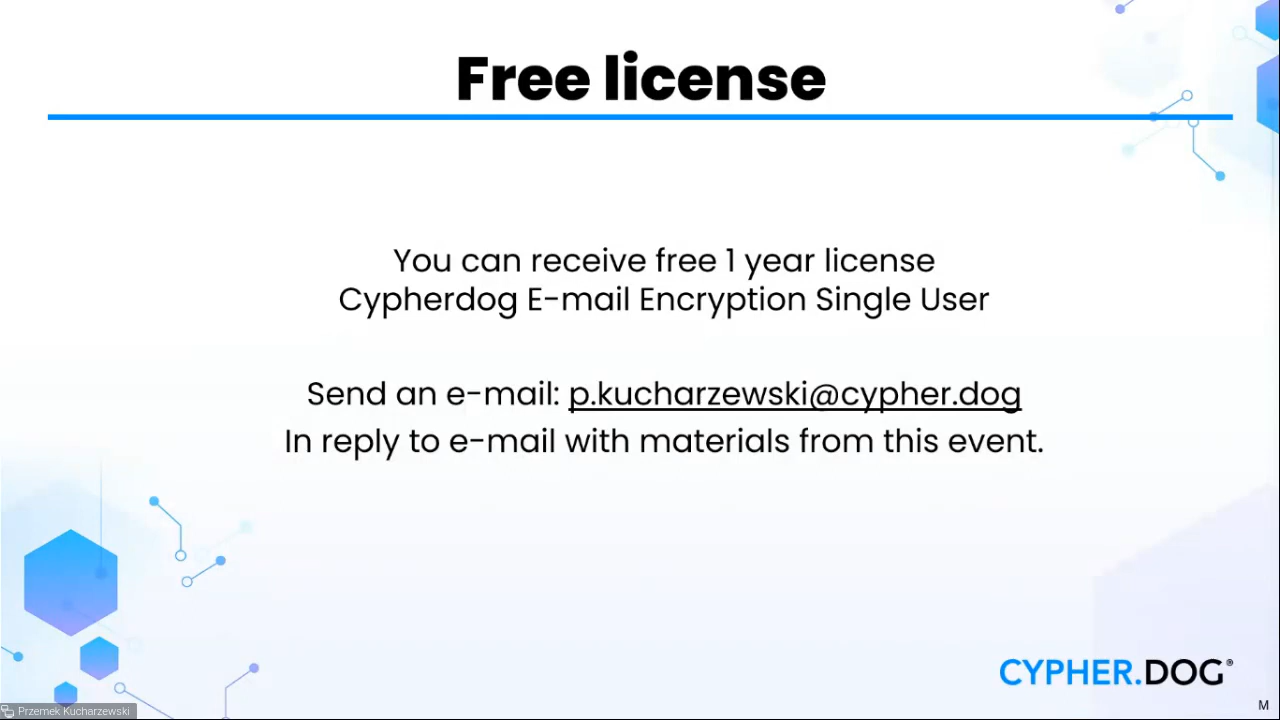 Free license
You can receive free 1 year license
Cypherdog E-mail Encryption Single User
Send an e-mail: p.kucharzewski@cypher.dog
In reply to e-mail with materials from this event.
CYPHER.DOG®
M
Przemek Kucharzewski